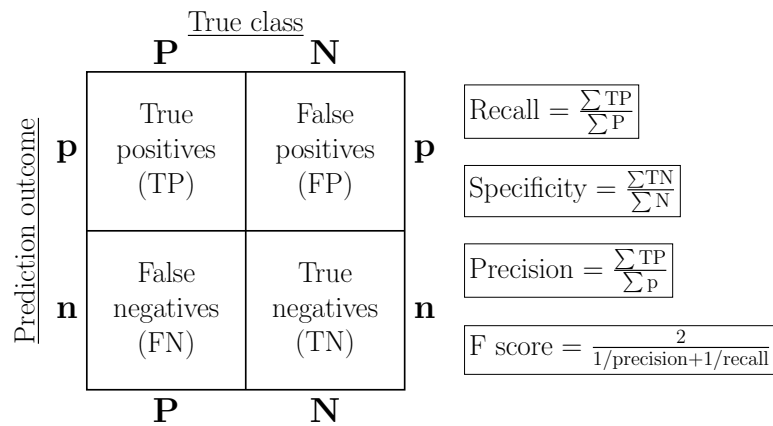 True class
P N
Prediction outcome
p True positives (TP) False positives (FP) p
n False negatives (FN) True negatives (TN) n
P N
Recall = ∑ TP / ∑ P
Specificity = ∑TN / ∑ N
Precision = ∑ TP / ∑ p
F score = 2 / 1/precision+1/recall